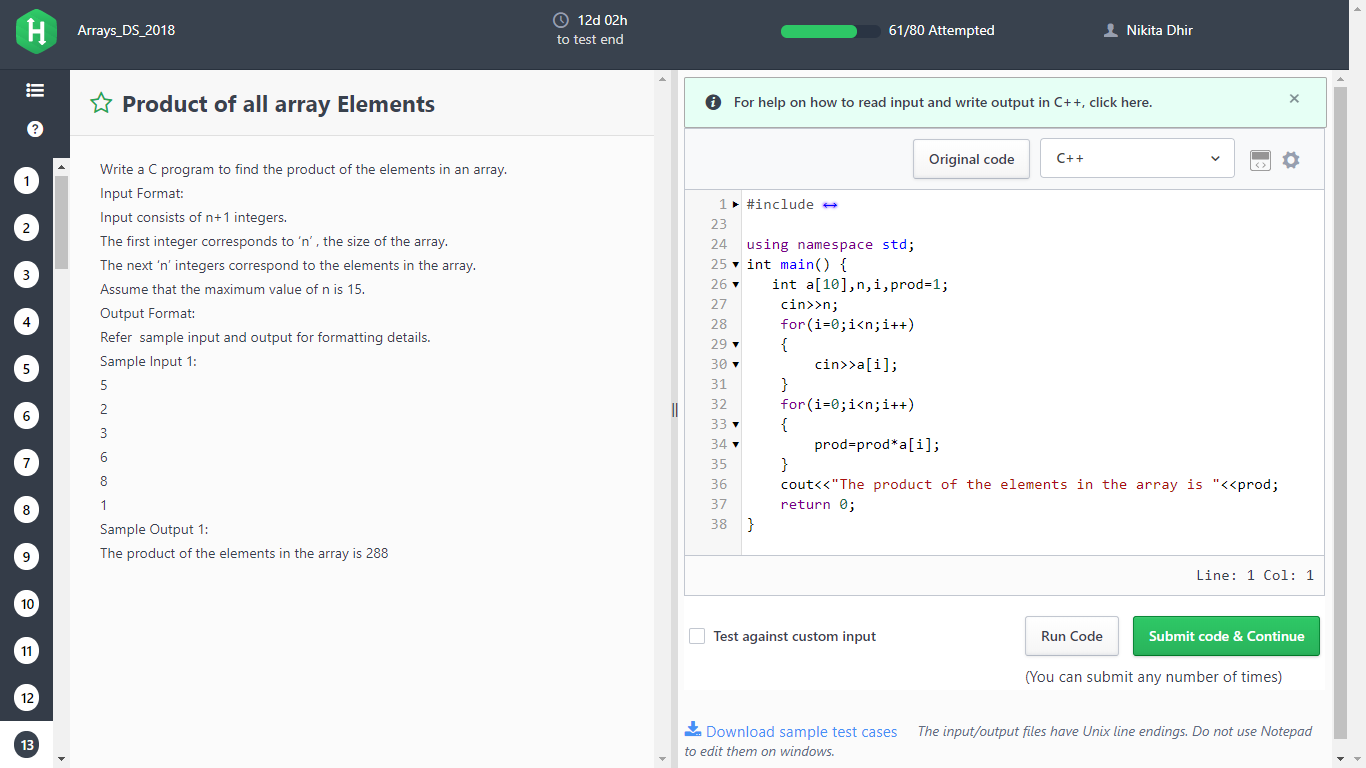 Arrays_DS_2018
12d 02h
to test end
61/80 Attempted
Nikita Dhir
?
1
2
3
4
5
6
7
8
9
10
11
12
13
Product of all array Elements
Write a C program to find the product of the elements in an array.
Input Format:
Input consists of n+1 integers.
The first integer corresponds to ‘n’ , the size of the array.
The next ‘n’ integers correspond to the elements in the array.
Assume that the maximum value of n is 15.
Output Format:
Refer  sample input and output for formatting details.
Sample Input 1:
5
2
3
6
8
1
Sample Output 1:
The product of the elements in the array is 288
For help on how to read input and write output in C++, click here.
Original code
C++
1 #include
23
24 using namespace std;
25 int main() {
26    int a[10],n,i,prod=1;
27     cin>>n;
28     for(i=0;i<n;i++)
29     {
30         cin>>a[i];
31     }
32     for(i=0;i<n;i++)
33     {
34         prod=prod*a[i];
35     }
36     cout<<"The product of the elements in the array is "<<prod;
37     return 0;
38 }
Line: 1 Col: 1
Test against custom input
Run Code
Submit code & Continue
(You can submit any number of times)
Download sample test cases The input/output files have Unix line endings. Do not use Notepad
to edit them on windows.